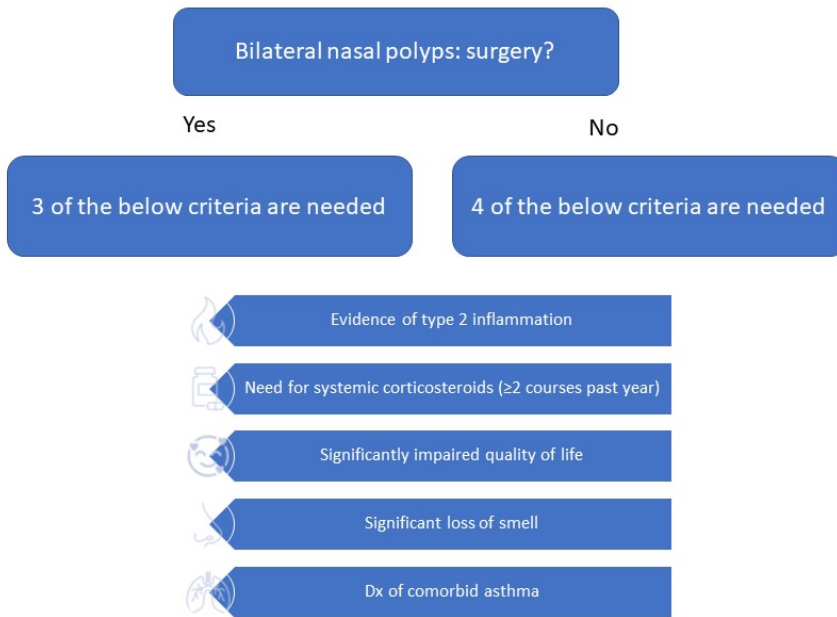 Bilateral nasal polyps: surgery?
Yes
No
3 of the below criteria are needed
4 of the below criteria are needed
Evidence of type 2 inflammation
Need for systemic corticosteroids (≥2 courses past year)
Significantly impaired quality of life
Significant loss of smell
Dx of comorbid asthma